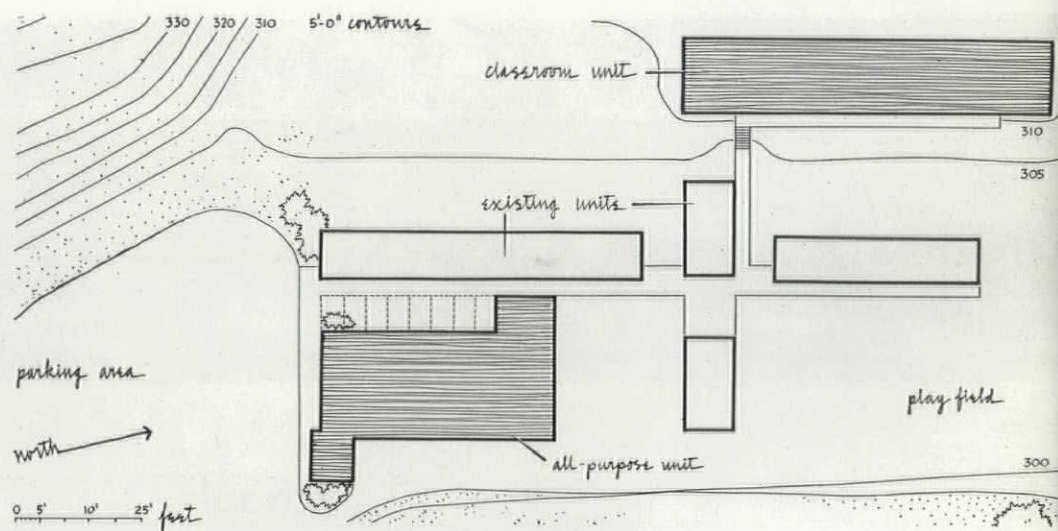 330 320 310 5'-0" contours
classroom unit
310
305
existing units
parking area
play field
north
all-purpose unit
300
0 5' 10' 25' feet